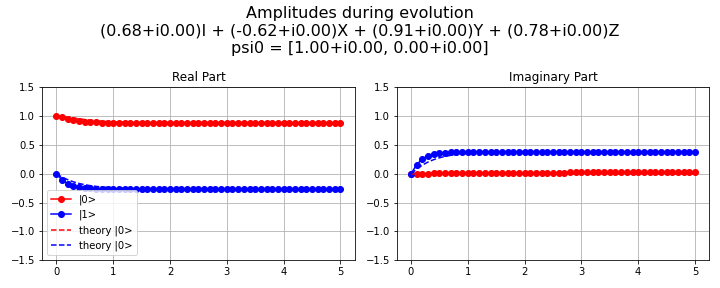 Amplitudes during evolution
(0.68+i0.00)I + (-0.62+i0.00)X + (0.91+i0.00)Y + (0.78+i0.00)Z
psi0 = [1.00+i0.00, 0.00+i0.00]
Real Part
1.5
1.0
0.5
0.0
−0.5
−1.0
−1.5
0 1 2 3 4 5
|0>
|1>
theory |0>
theory |0>
Imaginary Part
1.5
1.0
0.5
0.0
−0.5
−1.0
−1.5
0 1 2 3 4 5